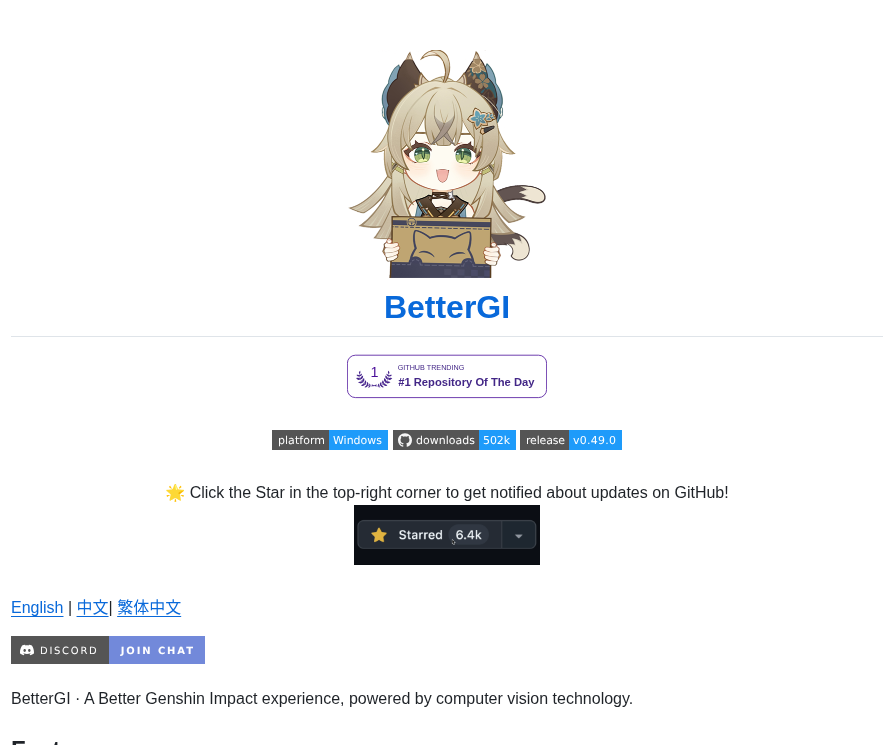 BetterGI
1
GITHUB TRENDING
#1 Repository Of The Day
platform Windows
downloads 502k
release v0.49.0
🌟 Click the Star in the top-right corner to get notified about updates on GitHub!
Starred 6.4k
English | 中文| 繁体中文
DISCORD JOIN CHAT
BetterGI · A Better Genshin Impact experience, powered by computer vision technology.